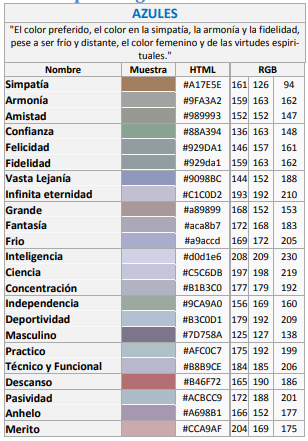 AZULES
"El color preferido, el color en la simpatía, la armonía y la fidelidad,
pese a ser frío y distante, el color femenino y de las virtudes espiri-
tuales."
Nombre Muestra HTML RGB
Simpatía #A17E5E 161 126 94
Armonía #9FA3A2 159 163 162
Amistad #989993 152 152 147
Confianza #88A394 136 163 148
Felicidad #929DA1 146 157 161
Fidelidad #929da1 159 163 162
Vasta Lejanía #9098BC 144 152 188
Infinita eternidad #C1C0D2 193 192 210
Grande #a89899 168 152 153
Fantasía #aca8b7 172 168 183
Frio #a9accd 169 172 205
Inteligencia #d0d1e6 208 209 230
Ciencia #C5C6DB 197 198 219
Concentración #B1B3C0 177 179 192
Independencia #9CA9A0 156 169 160
Deportividad #B3C0D1 179 192 209
Masculino #7D758A 125 127 138
Practico #AFC0C7 175 192 199
Técnico y Funcional #B8B9CE 184 185 206
Descanso #B46F72 165 190 186
Pasividad #ACBCC9 172 188 201
Anhelo #A698B1 166 152 177
Merito #CCA9AF 204 169 175